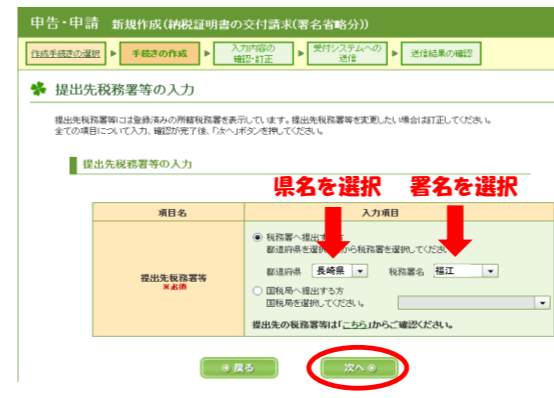 申告・申請 新規作成(納税証明書の交付請求(署名省略分))
作成手続きの選択 ▶ 手続きの作成 ▶ 入力内容の確認・訂正 ▶ 受付システムへの送信 ▶ 送信結果の確認
提出先税務署等の入力
提出先税務署等には登録済みの所轄税務署を表示しています。提出先税務署等を変更したい場合は訂正してください。
全ての項目について入力、確認が完了後、「次へ」ボタンを押してください。
提出先税務署等の入力
県名を選択 署名を選択
項目名 入力項目
提出先税務署等
※必須
税務署へ提出する方
都道府県を選択 から税務署を選択してください
都道府県 長崎県 税務署名 福江
国税局へ提出する方
国税局を選択してください。
提出先の税務署等は「こちら」からご確認ください。
戻る 次へ